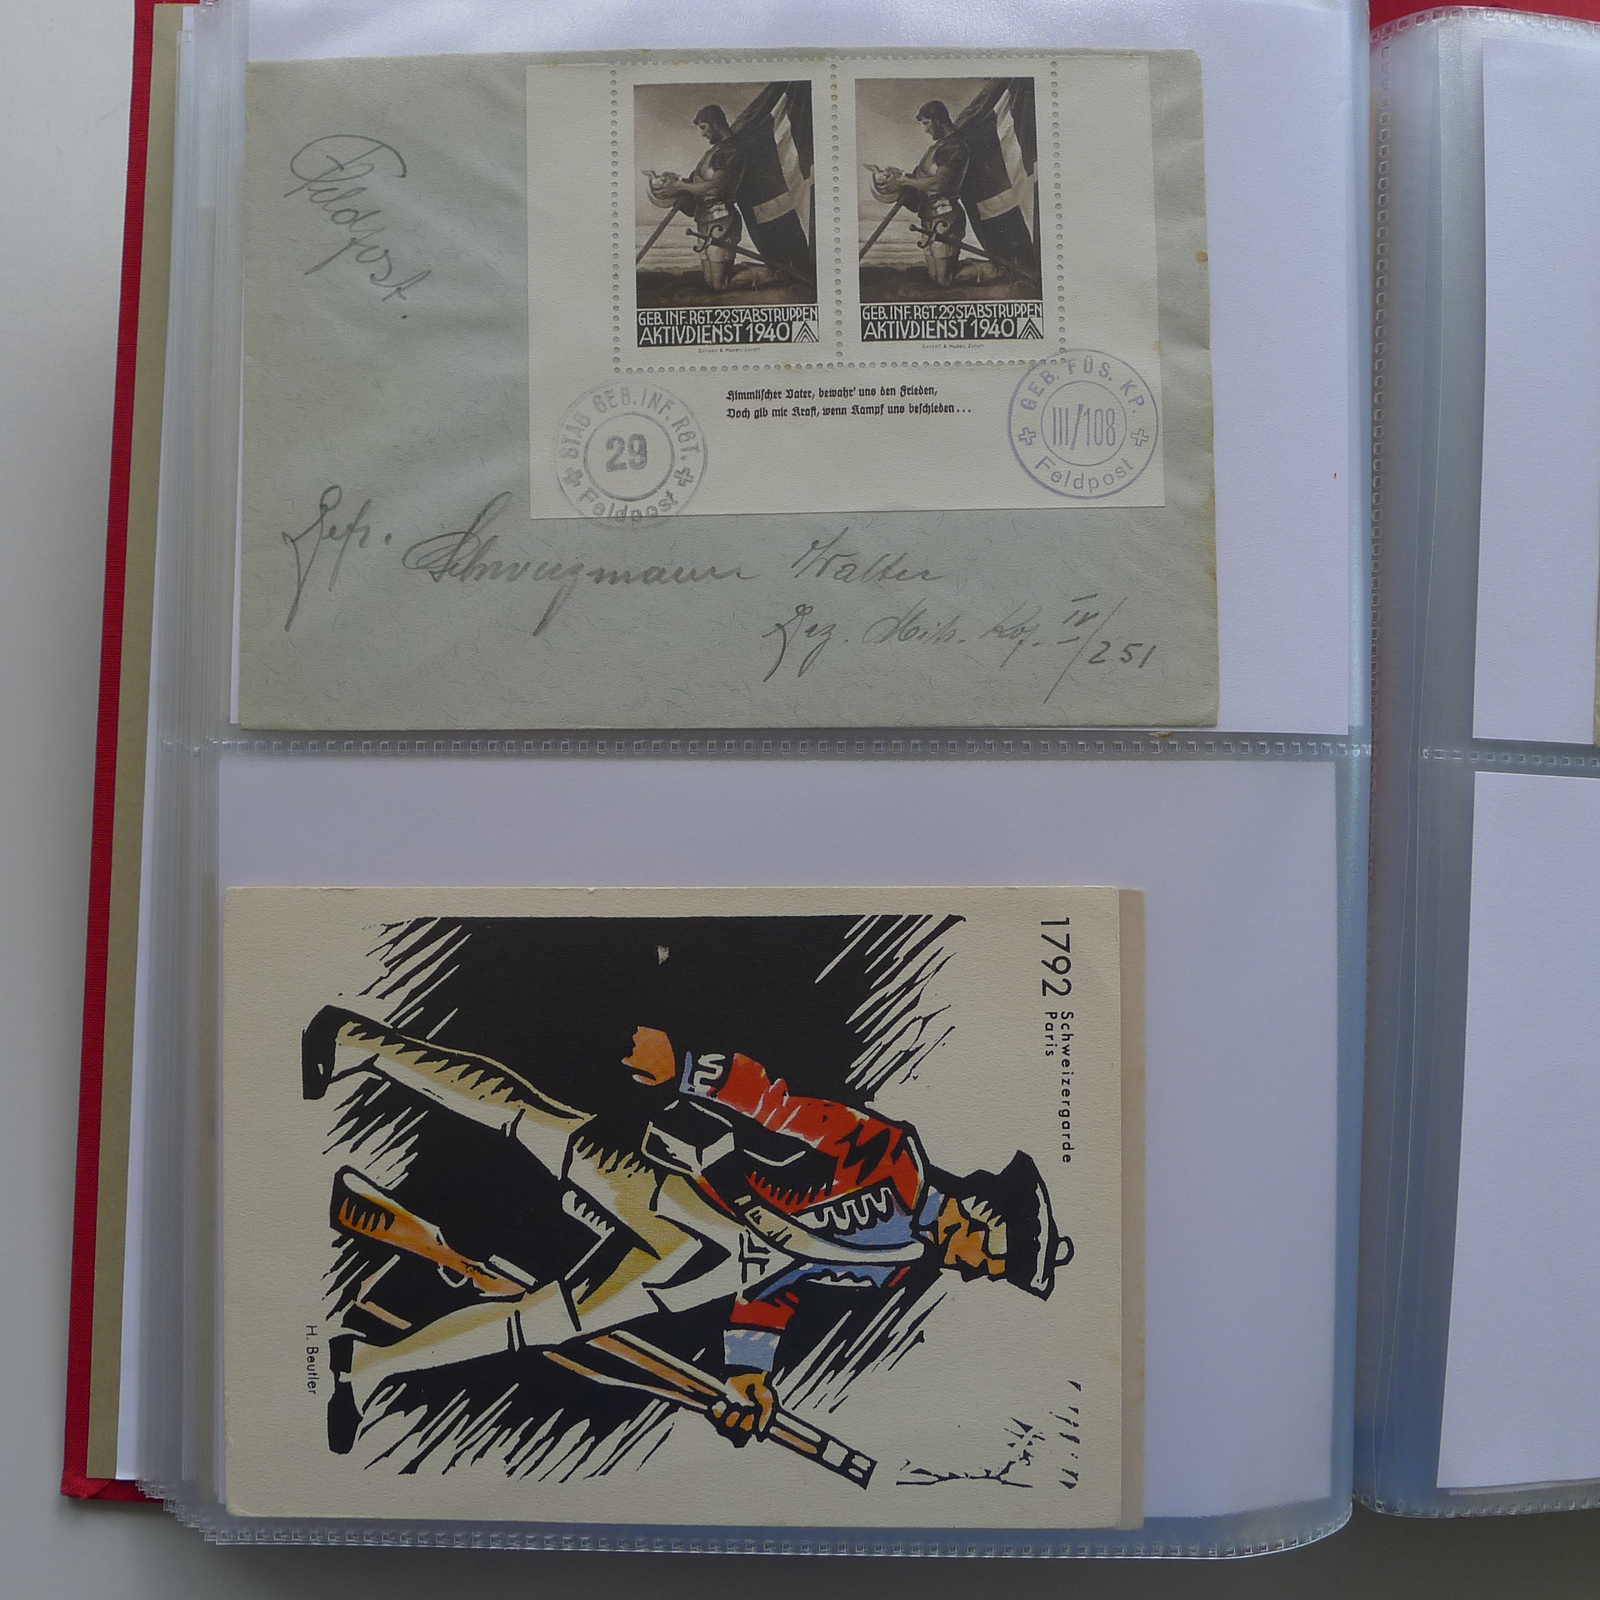 Feldpost.
GEB. INF. RGT. 29. STABSTRUPPEN
AKTIVDIENST 1940
GEB. INF. RGT. 29. STABSTRUPPEN
AKTIVDIENST 1940
Himmlischer Vater, bewahr' uns den Frieden,
Doch gib mir Kraft, wenn Kampf uns beschieden...
STAB GEB. INF. RGT.
29
Feldpost
GEB. FÜS. KP.
III/108
Feldpost
Walter
IV/251
1792 Schweizergarde
Paris
H. Beutler